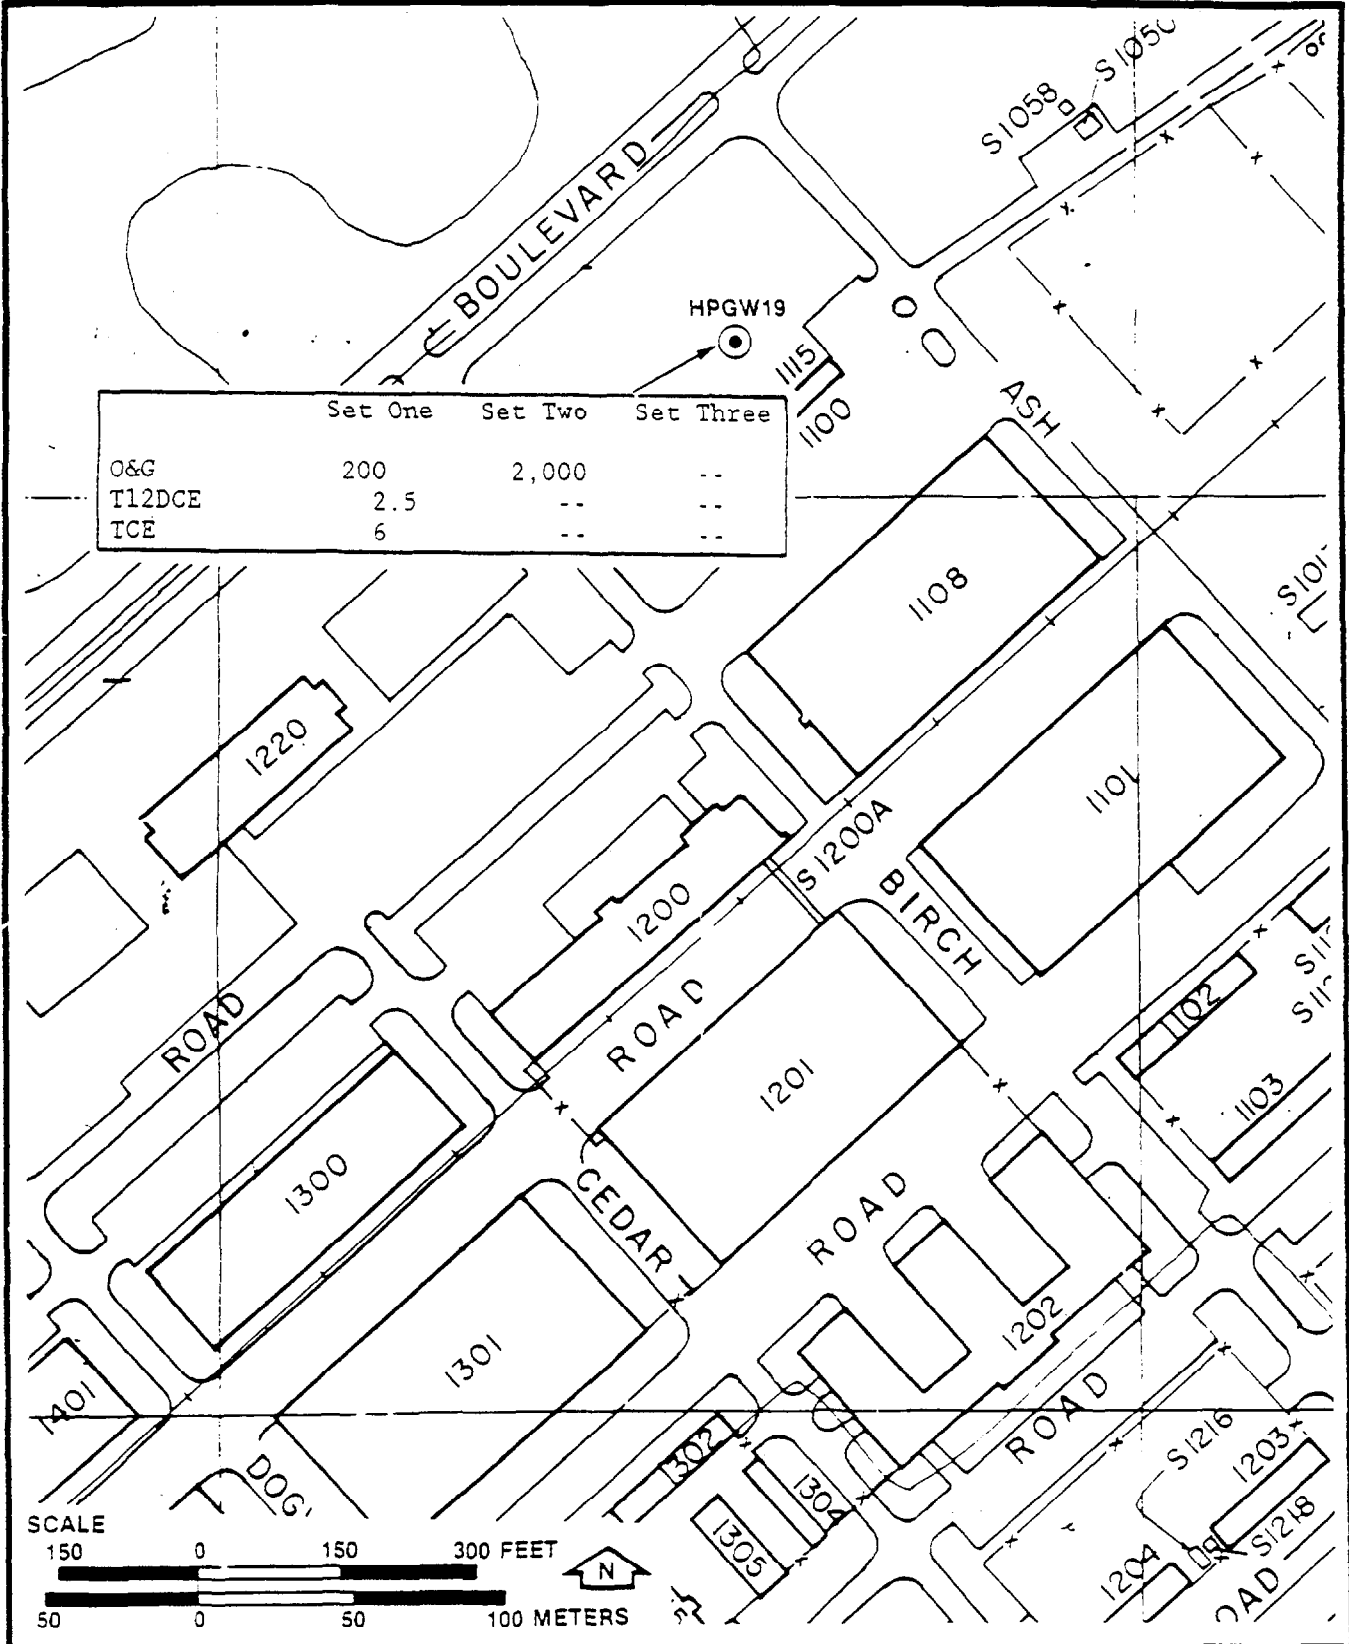 S1050
S1058
BOULEVARD
HPGW19
1115
1100
ASH
Set One Set Two Set Three
O&G 200 2,000 --
T12DCE 2.5 -- --
TCE 6 -- --
1108
1220
1101
S1200A
1200
BIRCH
ROAD
ROAD
1102
1201
1103
1300
CEDAR
ROAD
1202
1301
1401
ROAD
1302
S1216
1203
DOG
1304
1305
S1218
1204
SCALE
150 0 150 300 FEET
N
50 0 50 100 METERS